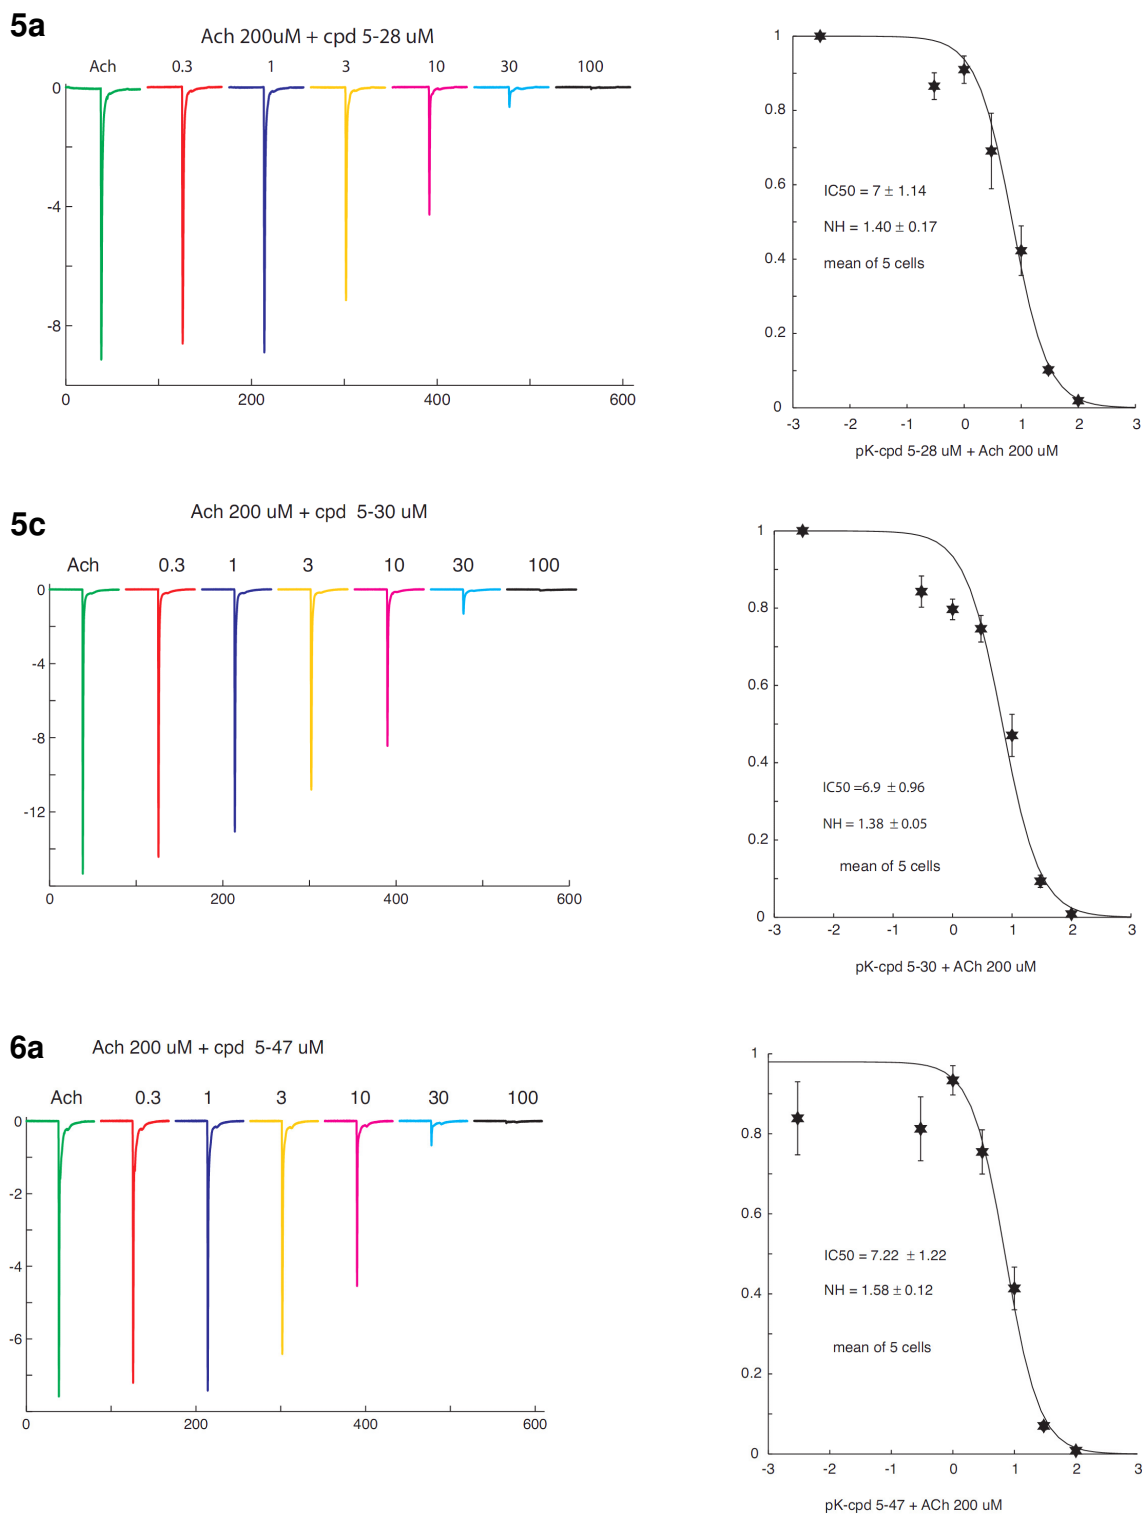 5a
Ach 200uM + cpd 5-28 uM
Ach 0.3 1 3 10 30 100
0
-4
-8
0 200 400 600
1
0.8
0.6
0.4
0.2
0
IC50 = 7 ± 1.14
NH = 1.40 ± 0.17
mean of 5 cells
-3 -2 -1 0 1 2 3
pK-cpd 5-28 uM + Ach 200 uM
5c
Ach 200 uM + cpd 5-30 uM
Ach 0.3 1 3 10 30 100
0
-4
-8
-12
0 200 400 600
1
0.8
0.6
0.4
0.2
0
IC50 =6.9 ± 0.96
NH = 1.38 ± 0.05
mean of 5 cells
-3 -2 -1 0 1 2 3
pK-cpd 5-30 + ACh 200 uM
6a
Ach 200 uM + cpd 5-47 uM
Ach 0.3 1 3 10 30 100
0
-2
-4
-6
0 200 400 600
1
0.8
0.6
0.4
0.2
0
IC50 = 7.22 ± 1.22
NH = 1.58 ± 0.12
mean of 5 cells
-3 -2 -1 0 1 2 3
pK-cpd 5-47 + ACh 200 uM